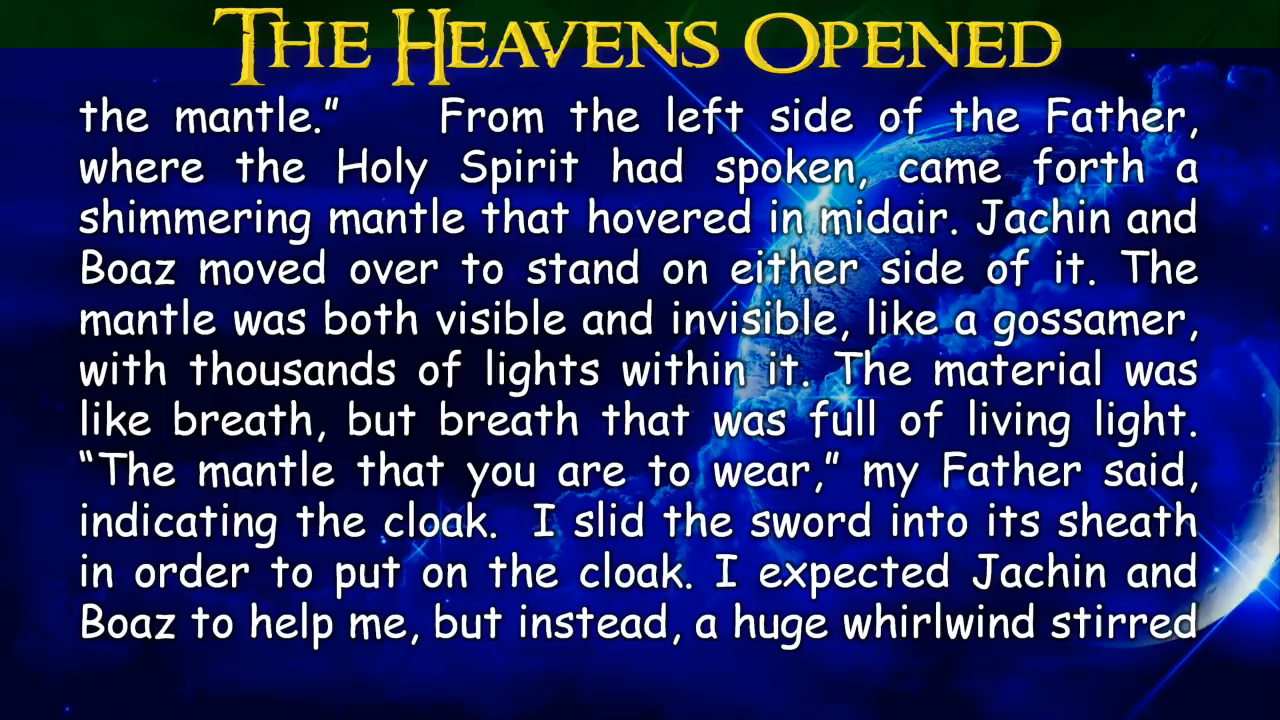 THE HEAVENS OPENED
the mantle.” From the left side of the Father,
where the Holy Spirit had spoken, came forth a
shimmering mantle that hovered in midair. Jachin and
Boaz moved over to stand on either side of it. The
mantle was both visible and invisible, like a gossamer,
with thousands of lights within it. The material was
like breath, but breath that was full of living light.
“The mantle that you are to wear,” my Father said,
indicating the cloak. I slid the sword into its sheath
in order to put on the cloak. I expected Jachin and
Boaz to help me, but instead, a huge whirlwind stirred